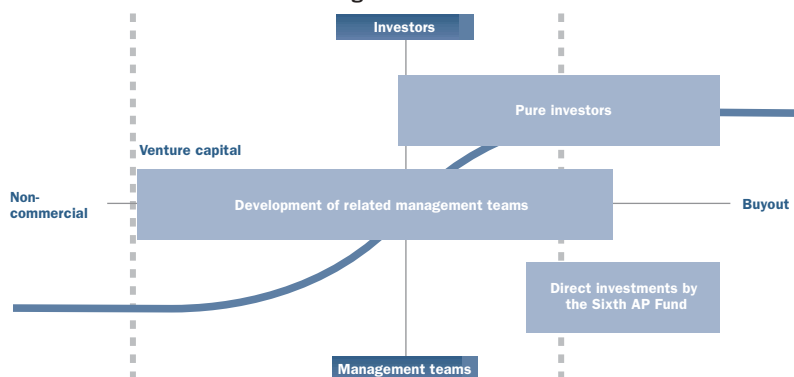 Investors
Pure investors
Venture capital
Non-
commercial
Development of related management teams
Buyout
Direct investments by
the Sixth AP Fund
Management teams